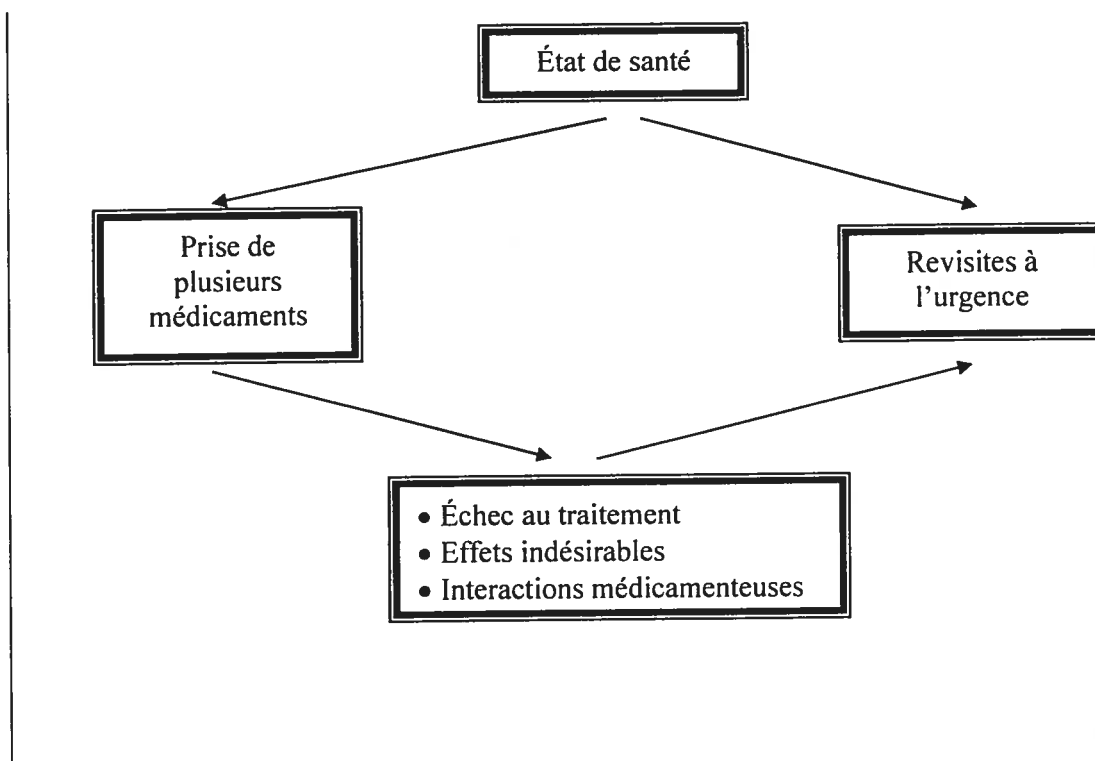 État de santé
Prise de
plusieurs
médicaments
Revisites à
l'urgence
• Échec au traitement
• Effets indésirables
• Interactions médicamenteuses